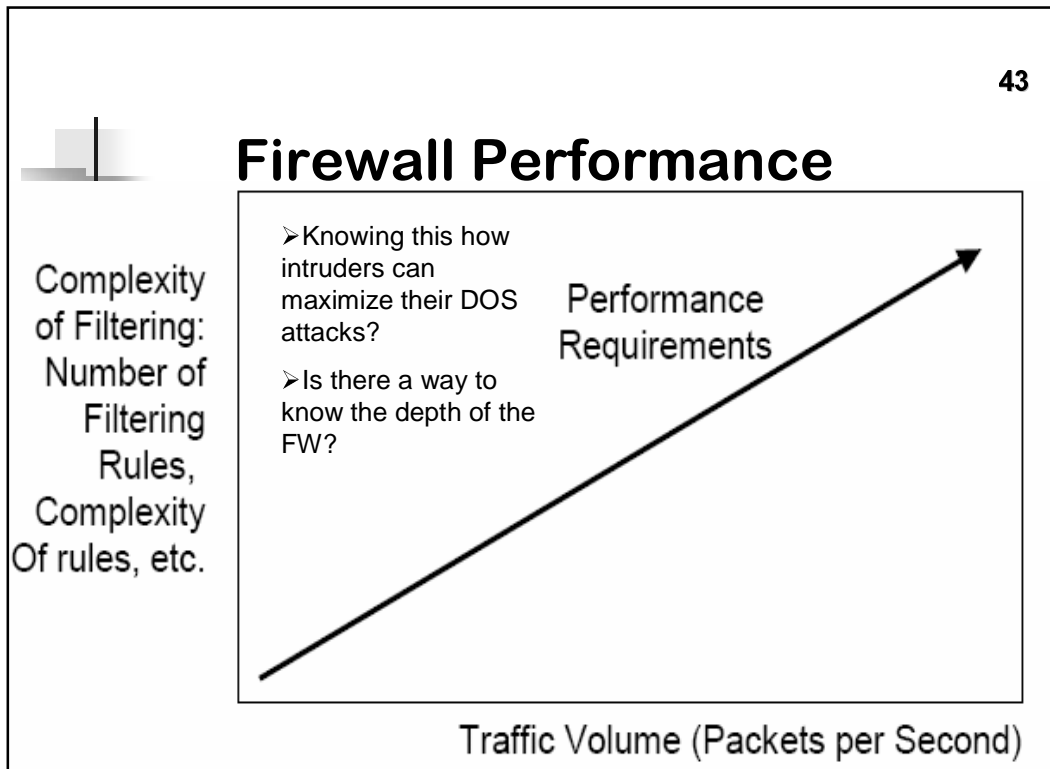 43
Firewall Performance
Complexity
of Filtering:
Number of
Filtering
Rules,
Complexity
Of rules, etc.
➢Knowing this how
intruders can
maximize their DOS
attacks?
➢Is there a way to
know the depth of the
FW?
Performance
Requirements
Traffic Volume (Packets per Second)